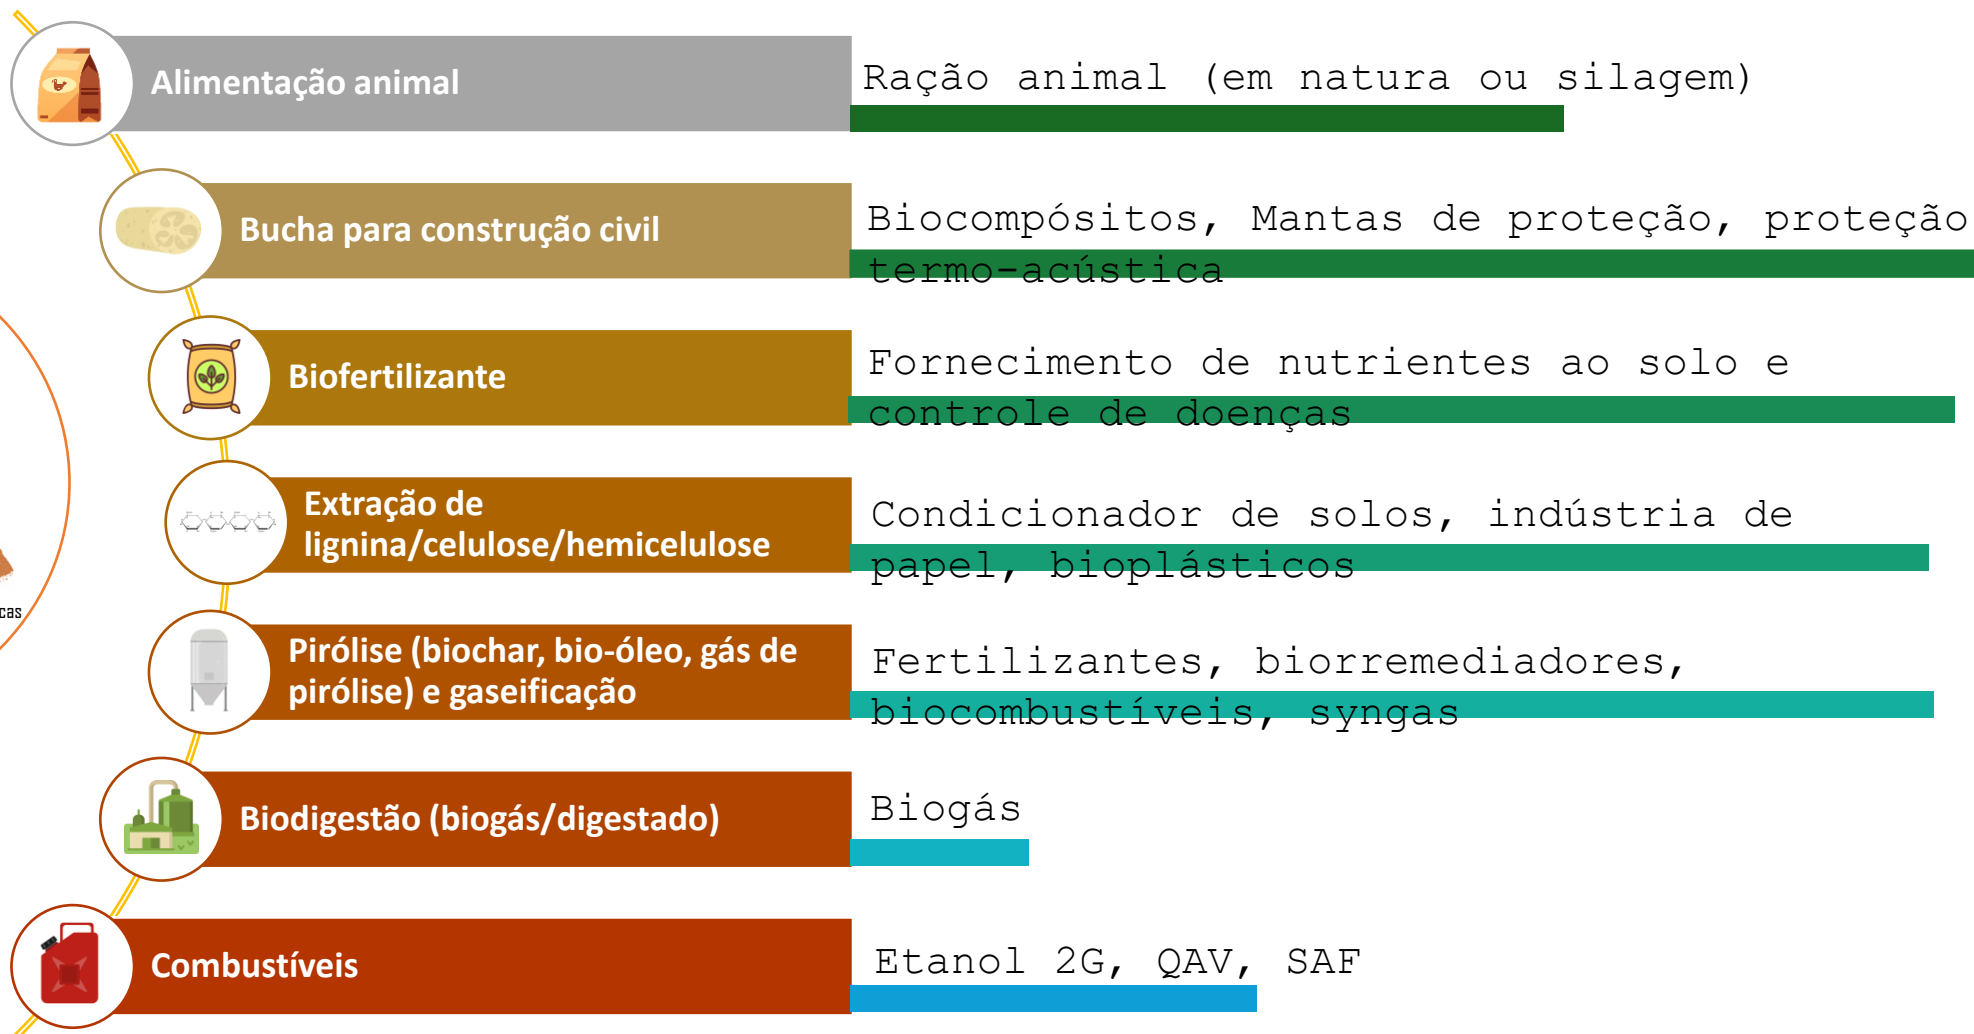 Alimentação animal
Ração animal (em natura ou silagem)
Bucha para construção civil
Biocompósitos, Mantas de proteção, proteção
termo-acústica
Biofertilizante
Fornecimento de nutrientes ao solo e
controle de doenças
Extração de
lignina/celulose/hemicelulose
Condicionador de solos, indústria de
papel, bioplásticos
cas
Pirólise (biochar, bio-óleo, gás de
pirólise) e gaseificação
Fertilizantes, biorremediadores,
biocombustíveis, syngas
Biodigestão (biogás/digestado)
Biogás
Combustíveis
Etanol 2G, QAV, SAF